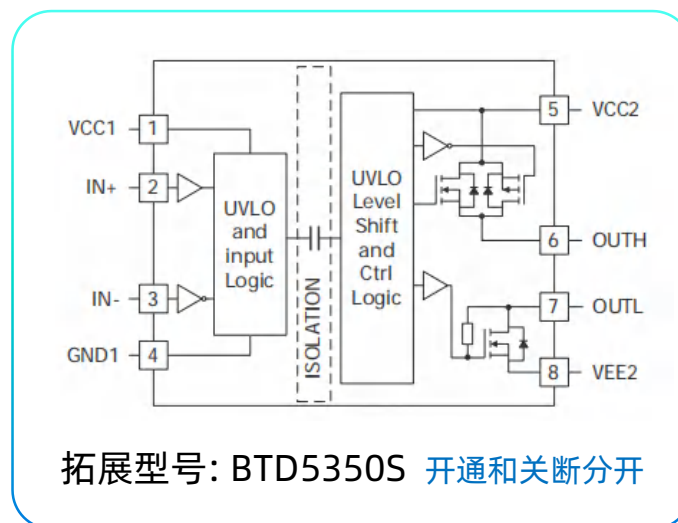 VCC1
1
IN+
2
IN-
3
GND1
4
UVLO
and
input
Logic
ISOLATION
UVLO
Level
Shift
and
Ctrl
Logic
5
VCC2
6
OUTH
7
OUTL
8
VEE2
拓展型号: BTD5350S 开通和关断分开